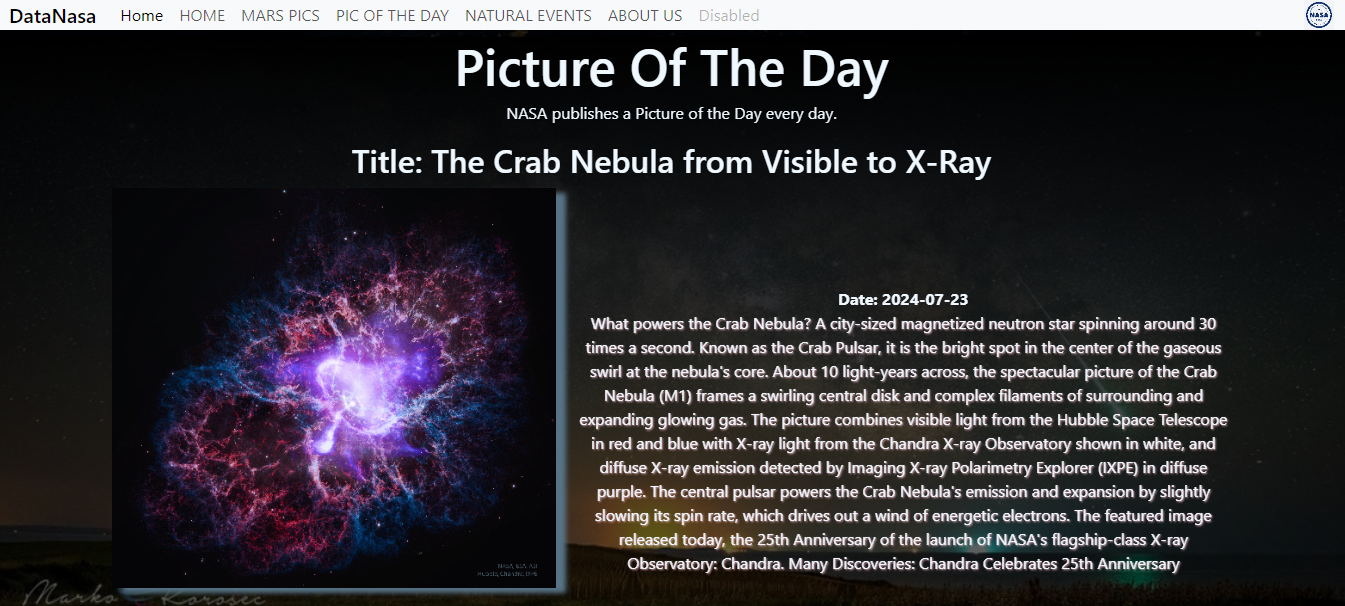 DataNasa Home HOME MARS PICS PIC OF THE DAY NATURAL EVENTS ABOUT US Disabled NASA
Picture Of The Day
NASA publishes a Picture of the Day every day.
Title: The Crab Nebula from Visible to X-Ray
Date: 2024-07-23
What powers the Crab Nebula? A city-sized magnetized neutron star spinning around 30
times a second. Known as the Crab Pulsar, it is the bright spot in the center of the gaseous
swirl at the nebula's core. About 10 light-years across, the spectacular picture of the Crab
Nebula (M1) frames a swirling central disk and complex filaments of surrounding and
expanding glowing gas. The picture combines visible light from the Hubble Space Telescope
in red and blue with X-ray light from the Chandra X-ray Observatory shown in white, and
diffuse X-ray emission detected by Imaging X-ray Polarimetry Explorer (IXPE) in diffuse
purple. The central pulsar powers the Crab Nebula's emission and expansion by slightly
slowing its spin rate, which drives out a wind of energetic electrons. The featured image
released today, the 25th Anniversary of the launch of NASA's flagship-class X-ray
Observatory: Chandra. Many Discoveries: Chandra Celebrates 25th Anniversary
NASA, ESA, ASI
Hubble, Chandra, IXPE
Marko Korosec